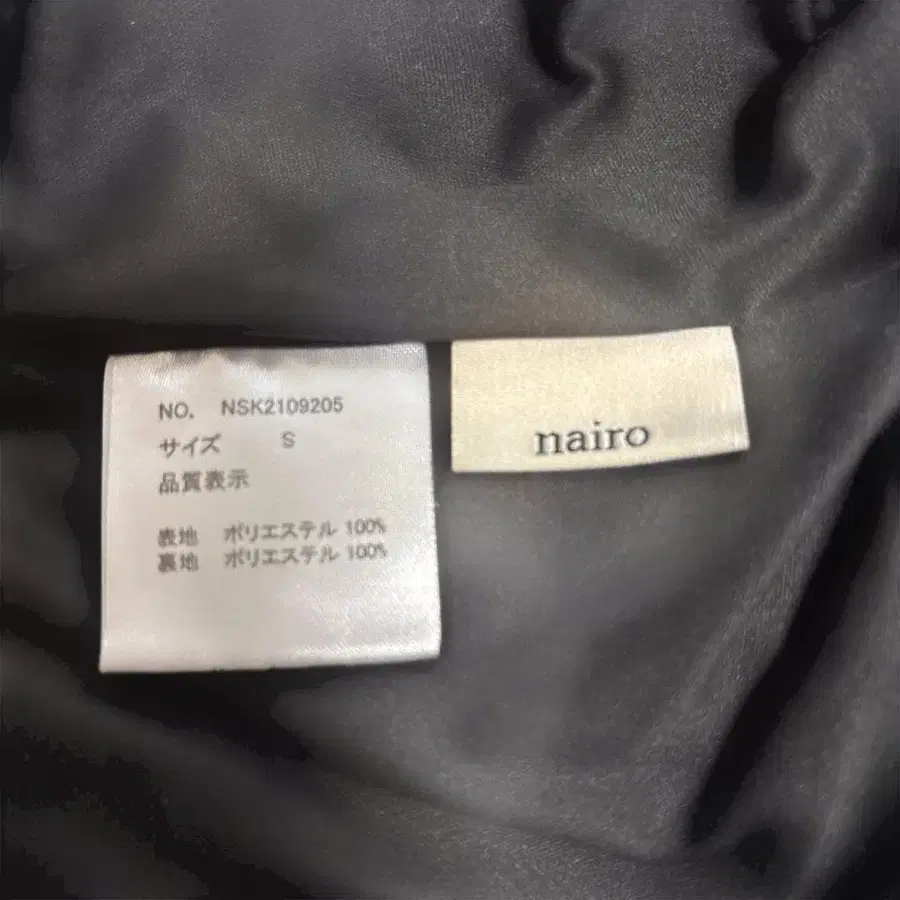 NO. NSK2109205
サイズ S
品質表示
表地 ポリエステル 100%
裏地 ポリエステル 100%
nairo